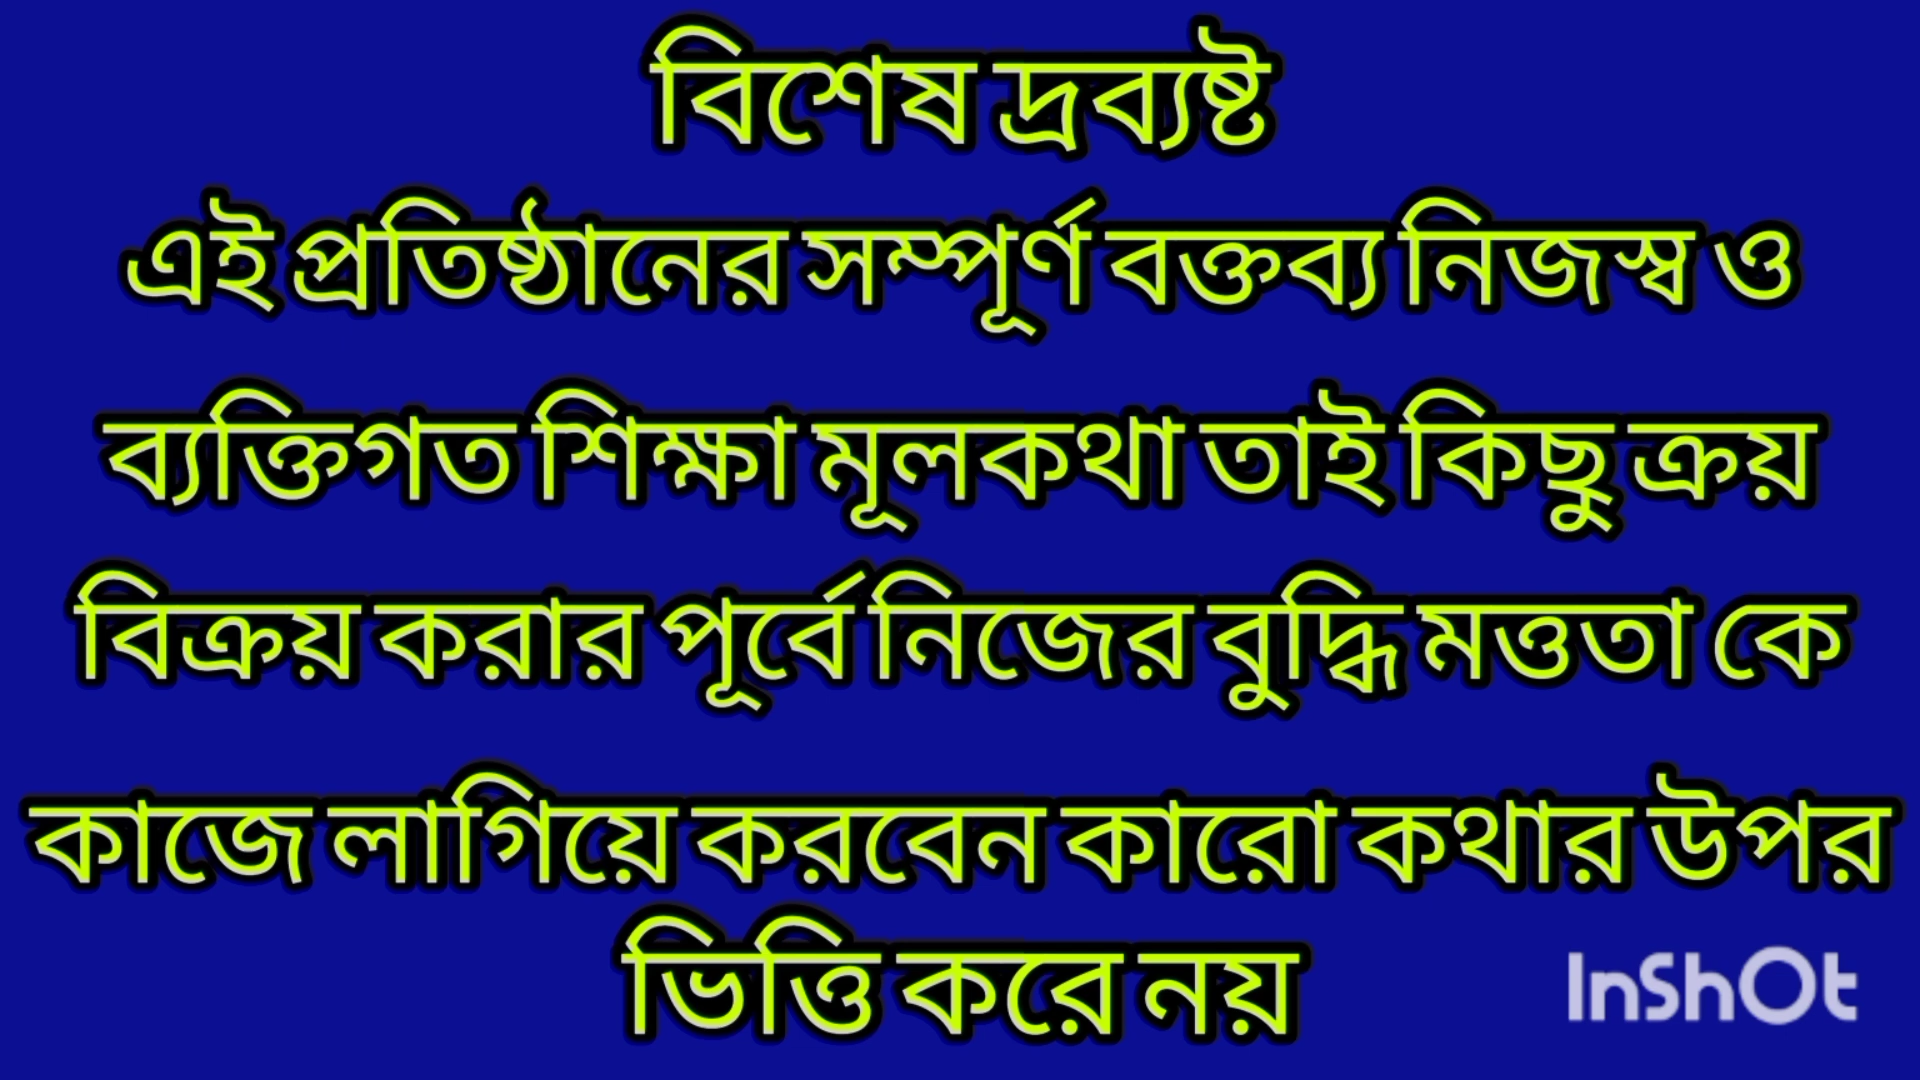 বিশেষ দ্রব্যষ্ট
এই প্রতিষ্ঠানের সম্পূর্ণ বক্তব্য নিজস্ব ও
ব্যক্তিগত শিক্ষা মূলকথা তাই কিছু ক্রয়
বিক্রয় করার পূর্বে নিজের বুদ্ধি মত্ততা কে
কাজে লাগিয়ে করবেন কারো কথার উপর
ভিত্তি করে নয়
InShOt